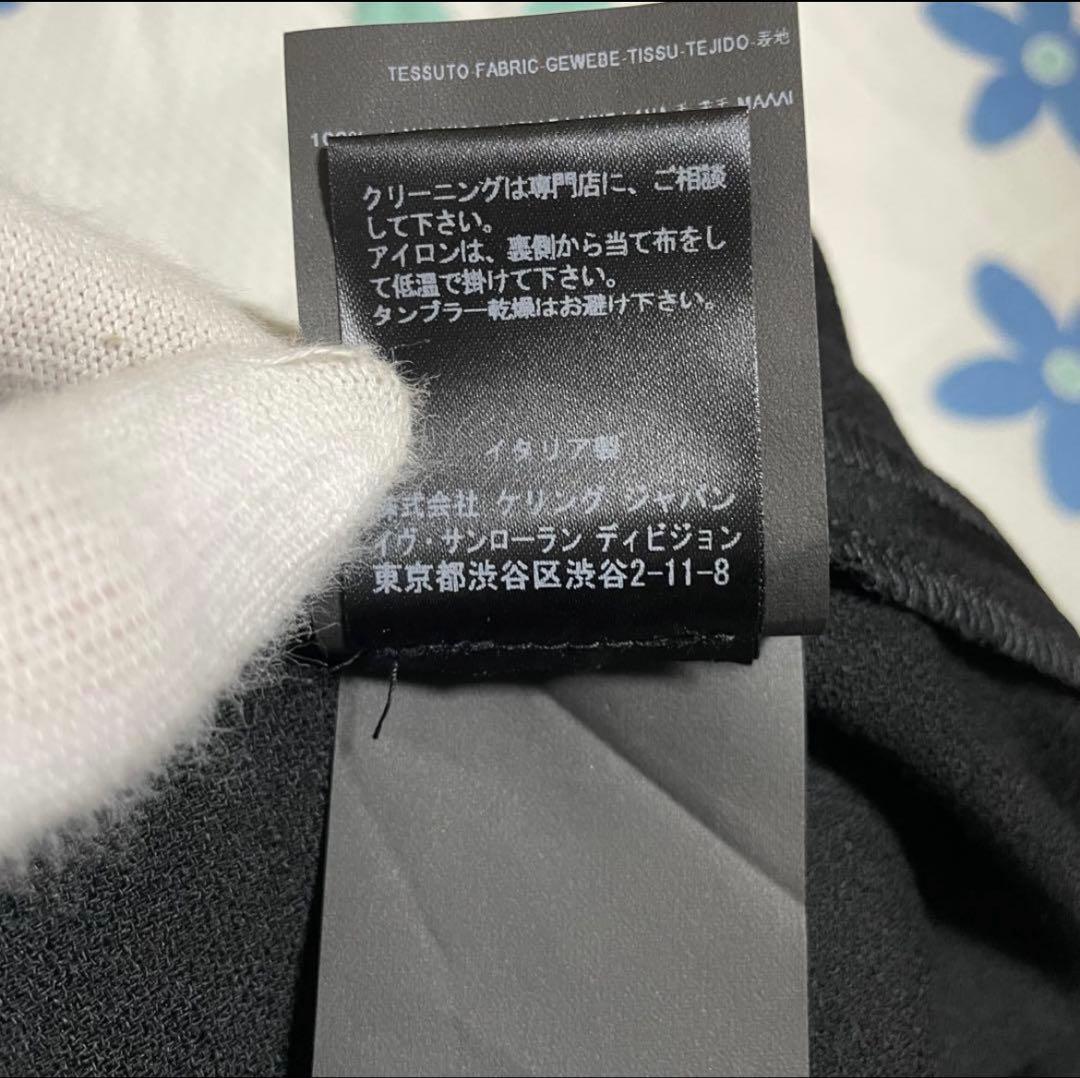 TESSUTO-FABRIC-GEWEBE-TISSU-TEJIDO-表地
ΜΑΛΛΙ
クリーニングは専門店に、ご相談
して下さい。
アイロンは、裏側から当て布をし
て低温で掛けて下さい。
タンブラー乾燥はお避け下さい。
イタリア製
株式会社 ケリング ジャパン
イヴ・サンローラン ディビジョン
東京都渋谷区渋谷2-11-8